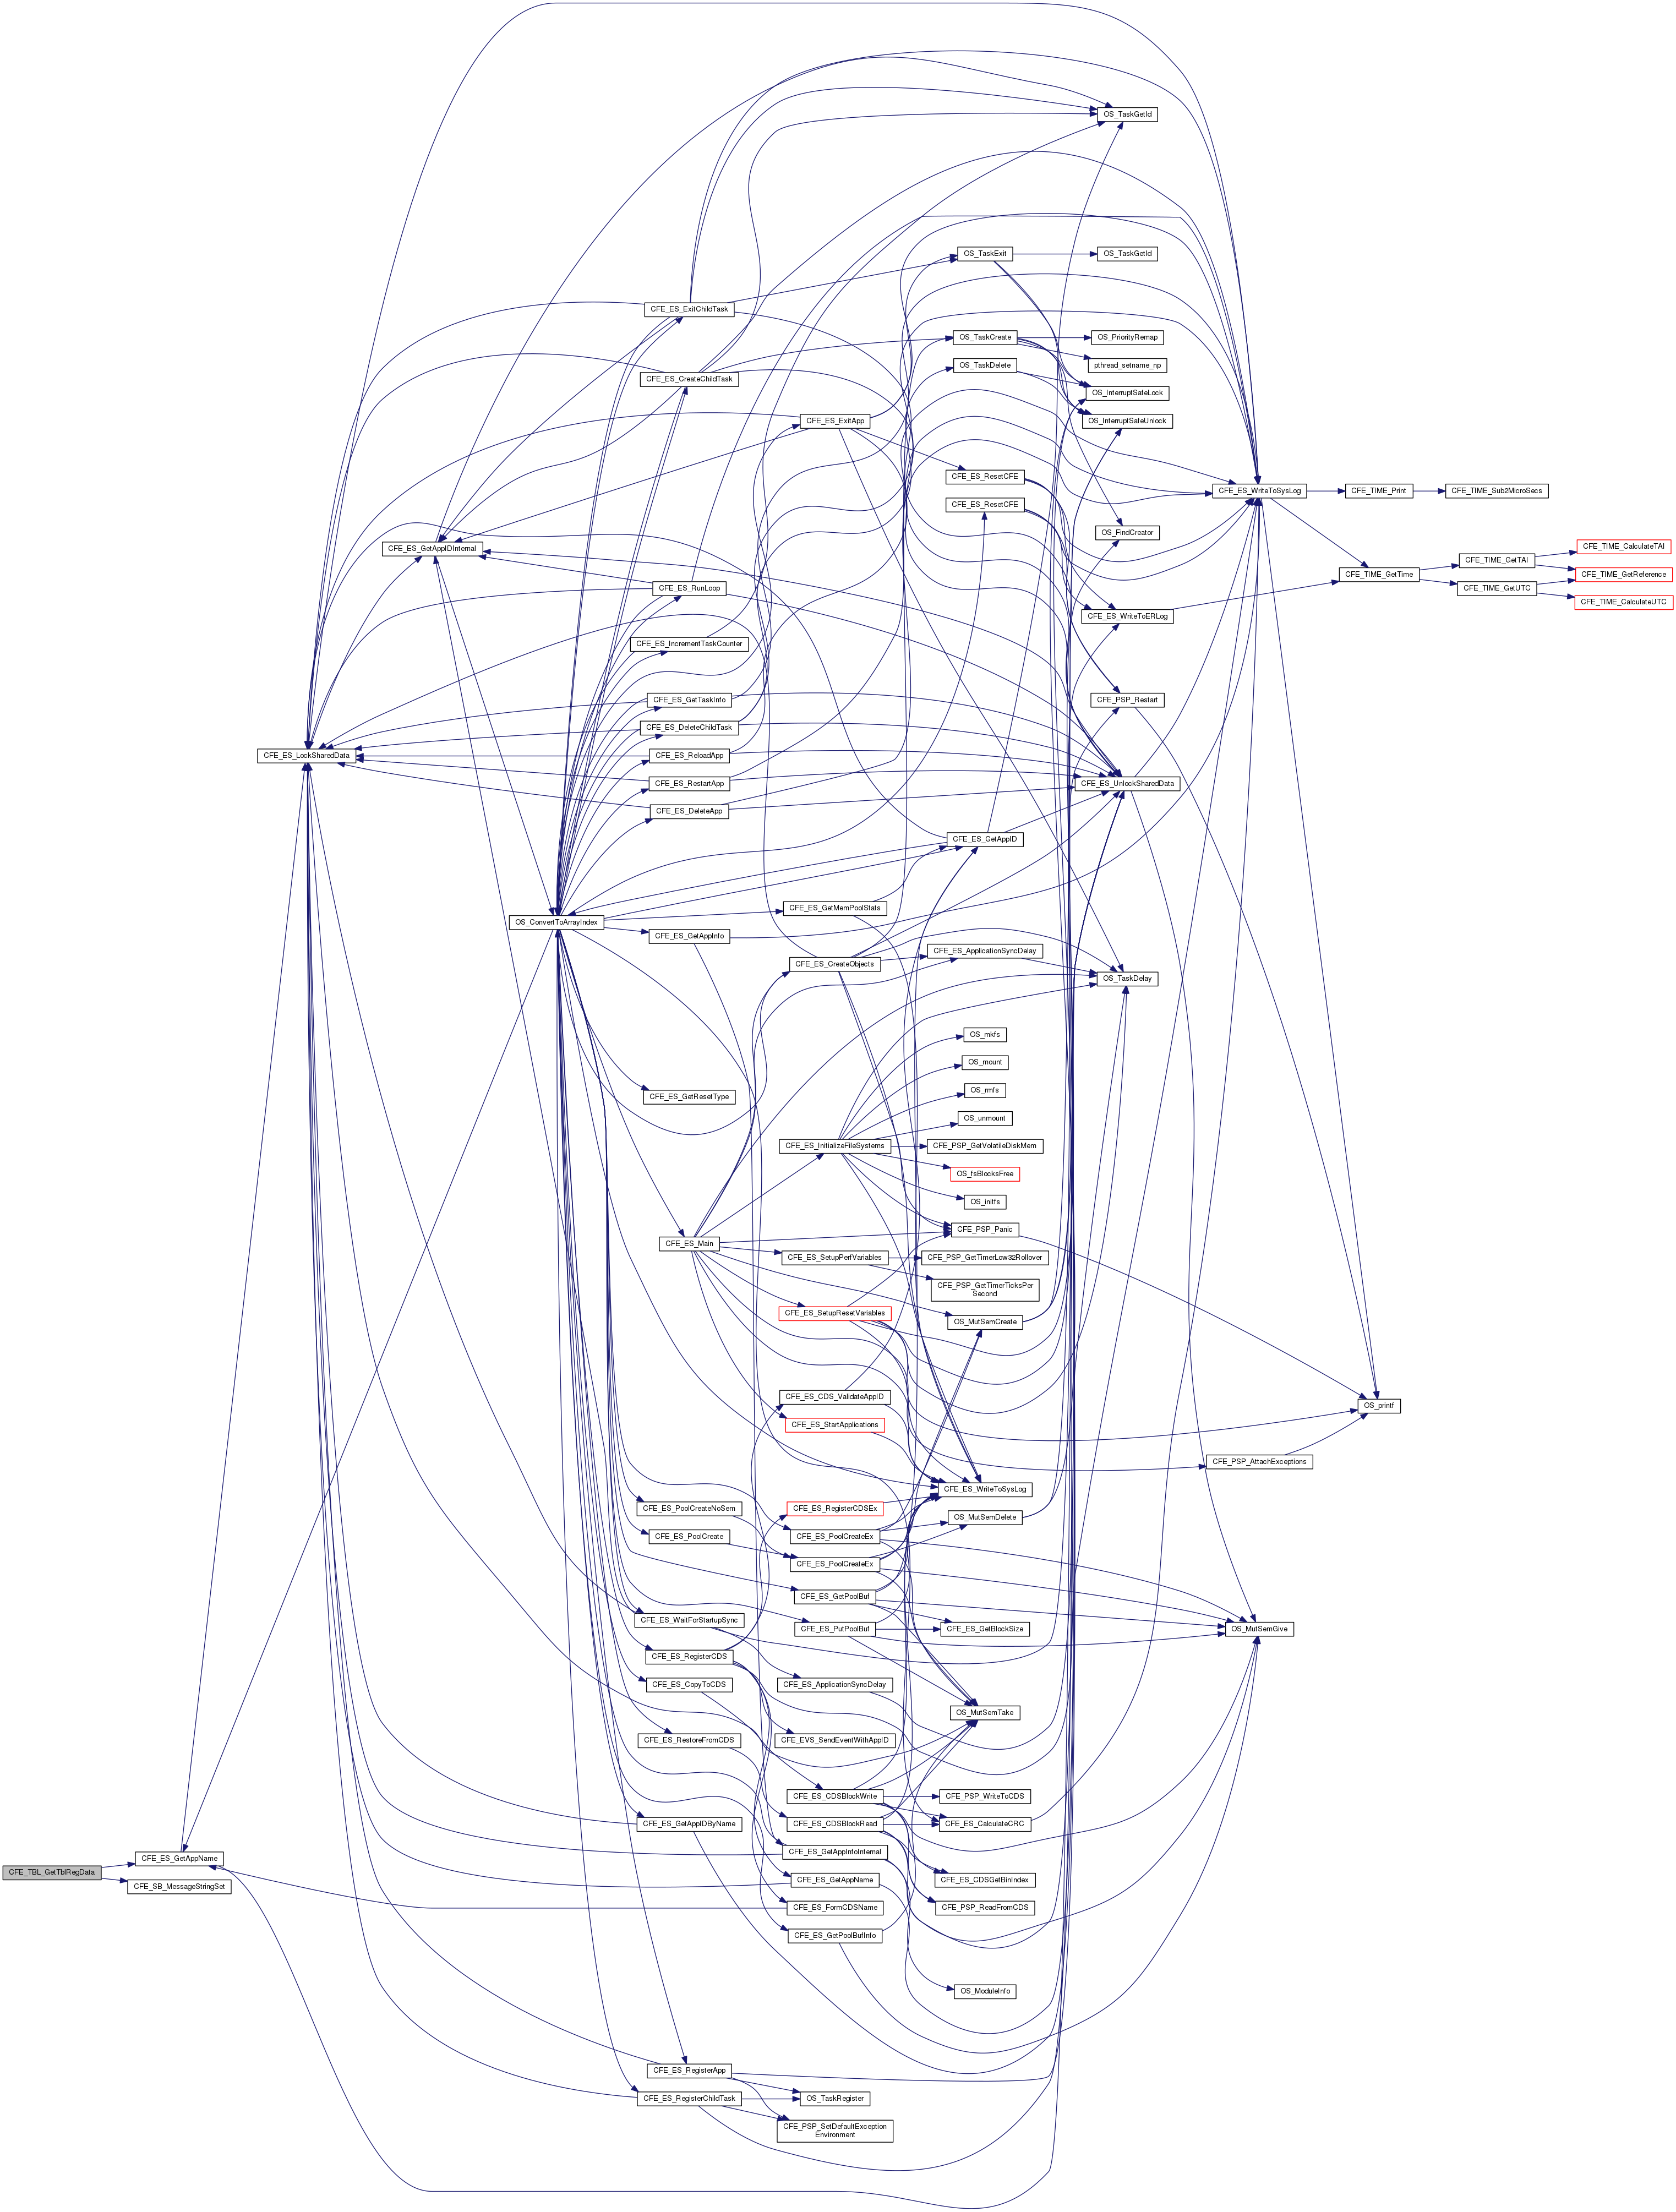 OS_TaskGetId
OS_TaskExit
OS_TaskGetId
CFE_ES_ExitChildTask
OS_TaskCreate
OS_PriorityRemap
OS_TaskDelete
pthread_setname_np
CFE_ES_CreateChildTask
OS_InterruptSafeLock
CFE_ES_ExitApp
OS_InterruptSafeUnlock
CFE_ES_ResetCFE
CFE_ES_WriteToSysLog
CFE_TIME_Print
CFE_TIME_Sub2MicroSecs
CFE_ES_ResetCFE
OS_FindCreator
CFE_ES_GetAppIDInternal
CFE_TIME_CalculateTAI
CFE_TIME_GetTAI
CFE_TIME_GetTime
CFE_TIME_GetReference
CFE_ES_RunLoop
CFE_TIME_GetUTC
CFE_TIME_CalculateUTC
CFE_ES_WriteToERLog
CFE_ES_IncrementTaskCounter
CFE_ES_GetTaskInfo
CFE_PSP_Restart
CFE_ES_DeleteChildTask
CFE_ES_LockSharedData
CFE_ES_ReloadApp
CFE_ES_RestartApp
CFE_ES_UnlockSharedData
CFE_ES_DeleteApp
CFE_ES_GetAppID
CFE_ES_GetMemPoolStats
OS_ConvertToArrayIndex
CFE_ES_GetAppInfo
CFE_ES_ApplicationSyncDelay
CFE_ES_CreateObjects
OS_TaskDelay
OS_mkfs
OS_mount
OS_rmfs
CFE_ES_GetResetType
OS_unmount
CFE_ES_InitializeFileSystems
CFE_PSP_GetVolatileDiskMem
OS_fsBlocksFree
OS_initfs
CFE_PSP_Panic
CFE_ES_Main
CFE_ES_SetupPerfVariables
CFE_PSP_GetTimerLow32Rollover
CFE_PSP_GetTimerTicksPer
Second
CFE_ES_SetupResetVariables
OS_MutSemCreate
CFE_ES_CDS_ValidateAppID
OS_printf
CFE_ES_StartApplications
CFE_PSP_AttachExceptions
CFE_ES_WriteToSysLog
CFE_ES_PoolCreateNoSem
CFE_ES_RegisterCDSEx
OS_MutSemDelete
CFE_ES_PoolCreate
CFE_ES_PoolCreateEx
CFE_ES_PoolCreateEx
CFE_ES_GetPoolBuf
CFE_ES_WaitForStartupSync
CFE_ES_PutPoolBuf
CFE_ES_GetBlockSize
OS_MutSemGive
CFE_ES_RegisterCDS
CFE_ES_CopyToCDS
CFE_ES_ApplicationSyncDelay
OS_MutSemTake
CFE_ES_RestoreFromCDS
CFE_EVS_SendEventWithAppID
CFE_ES_CDSBlockWrite
CFE_PSP_WriteToCDS
CFE_ES_GetAppIDByName
CFE_ES_CDSBlockRead
CFE_ES_CalculateCRC
CFE_ES_GetAppName
CFE_ES_GetAppInfoInternal
CFE_TBL_GetTblRegData
CFE_SB_MessageStringSet
CFE_ES_GetAppName
CFE_ES_CDSGetBinIndex
CFE_ES_FormCDSName
CFE_PSP_ReadFromCDS
CFE_ES_GetPoolBufInfo
OS_ModuleInfo
CFE_ES_RegisterApp
CFE_ES_RegisterChildTask
OS_TaskRegister
CFE_PSP_SetDefaultException
Environment